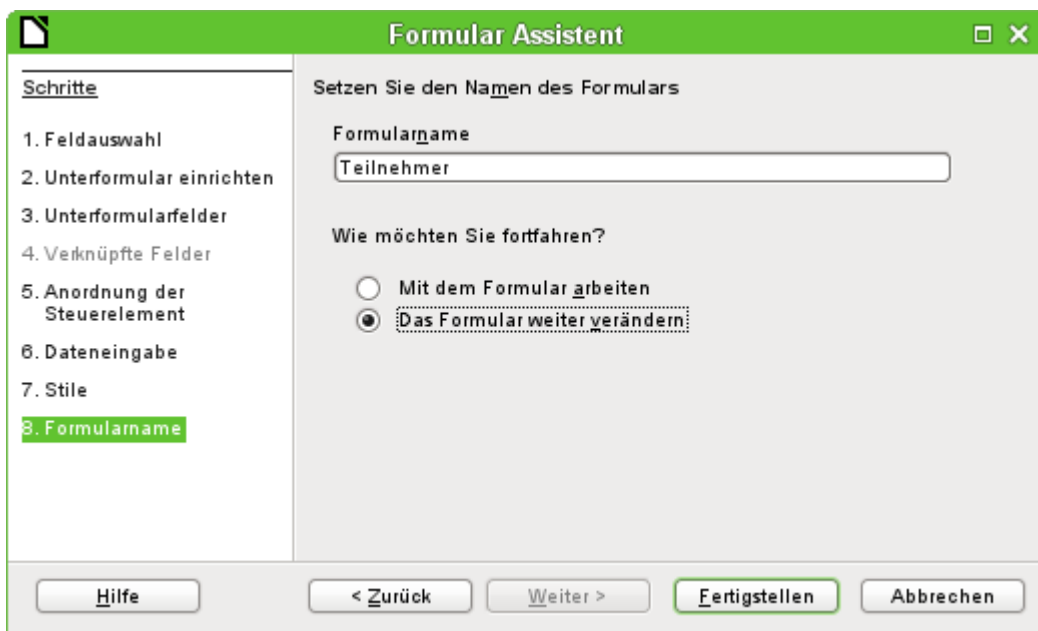 Formular Assistent
Schritte
1. Feldauswahl
2. Unterformular einrichten
3. Unterformularfelder
4. Verknüpfte Felder
5. Anordnung der
Steuerelement
6. Dateneingabe
7. Stile
8. Formularname
Setzen Sie den Namen des Formulars
Formularname
Teilnehmer
Wie möchten Sie fortfahren?
Mit dem Formular arbeiten
Das Formular weiter verändern
Hilfe
< Zurück
Weiter >
Fertigstellen
Abbrechen